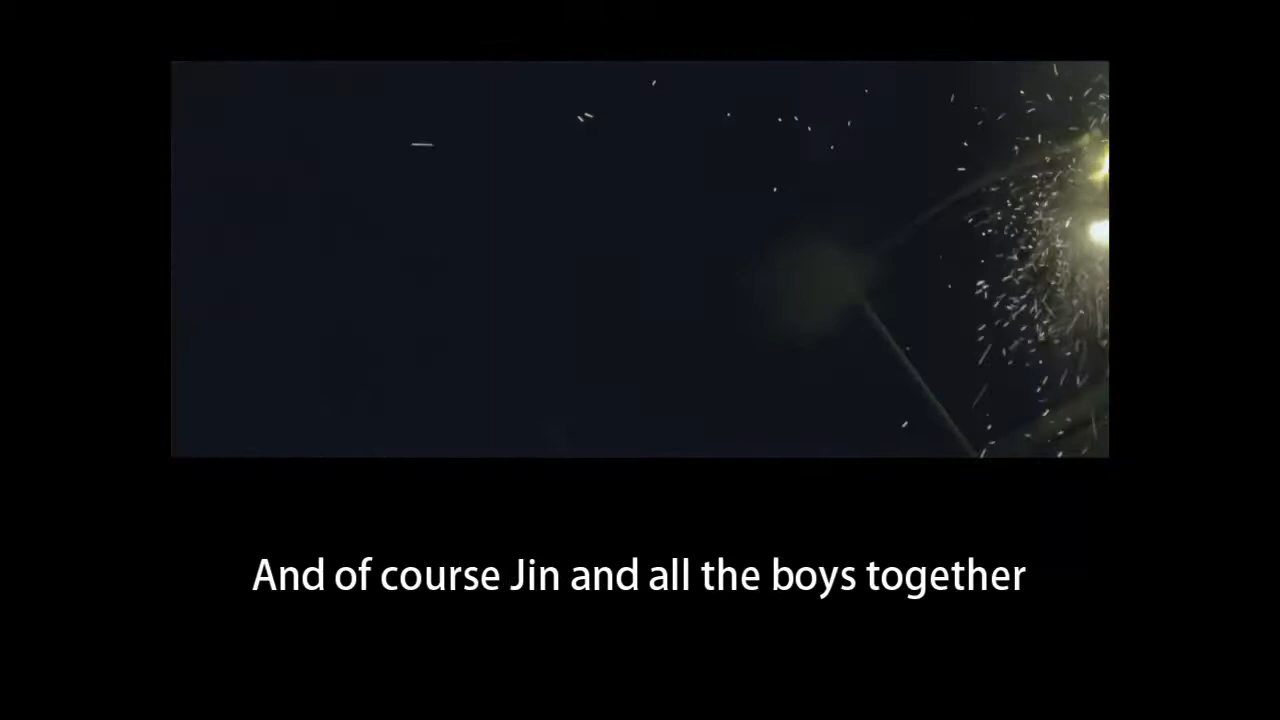 And of course Jin and all the boys together